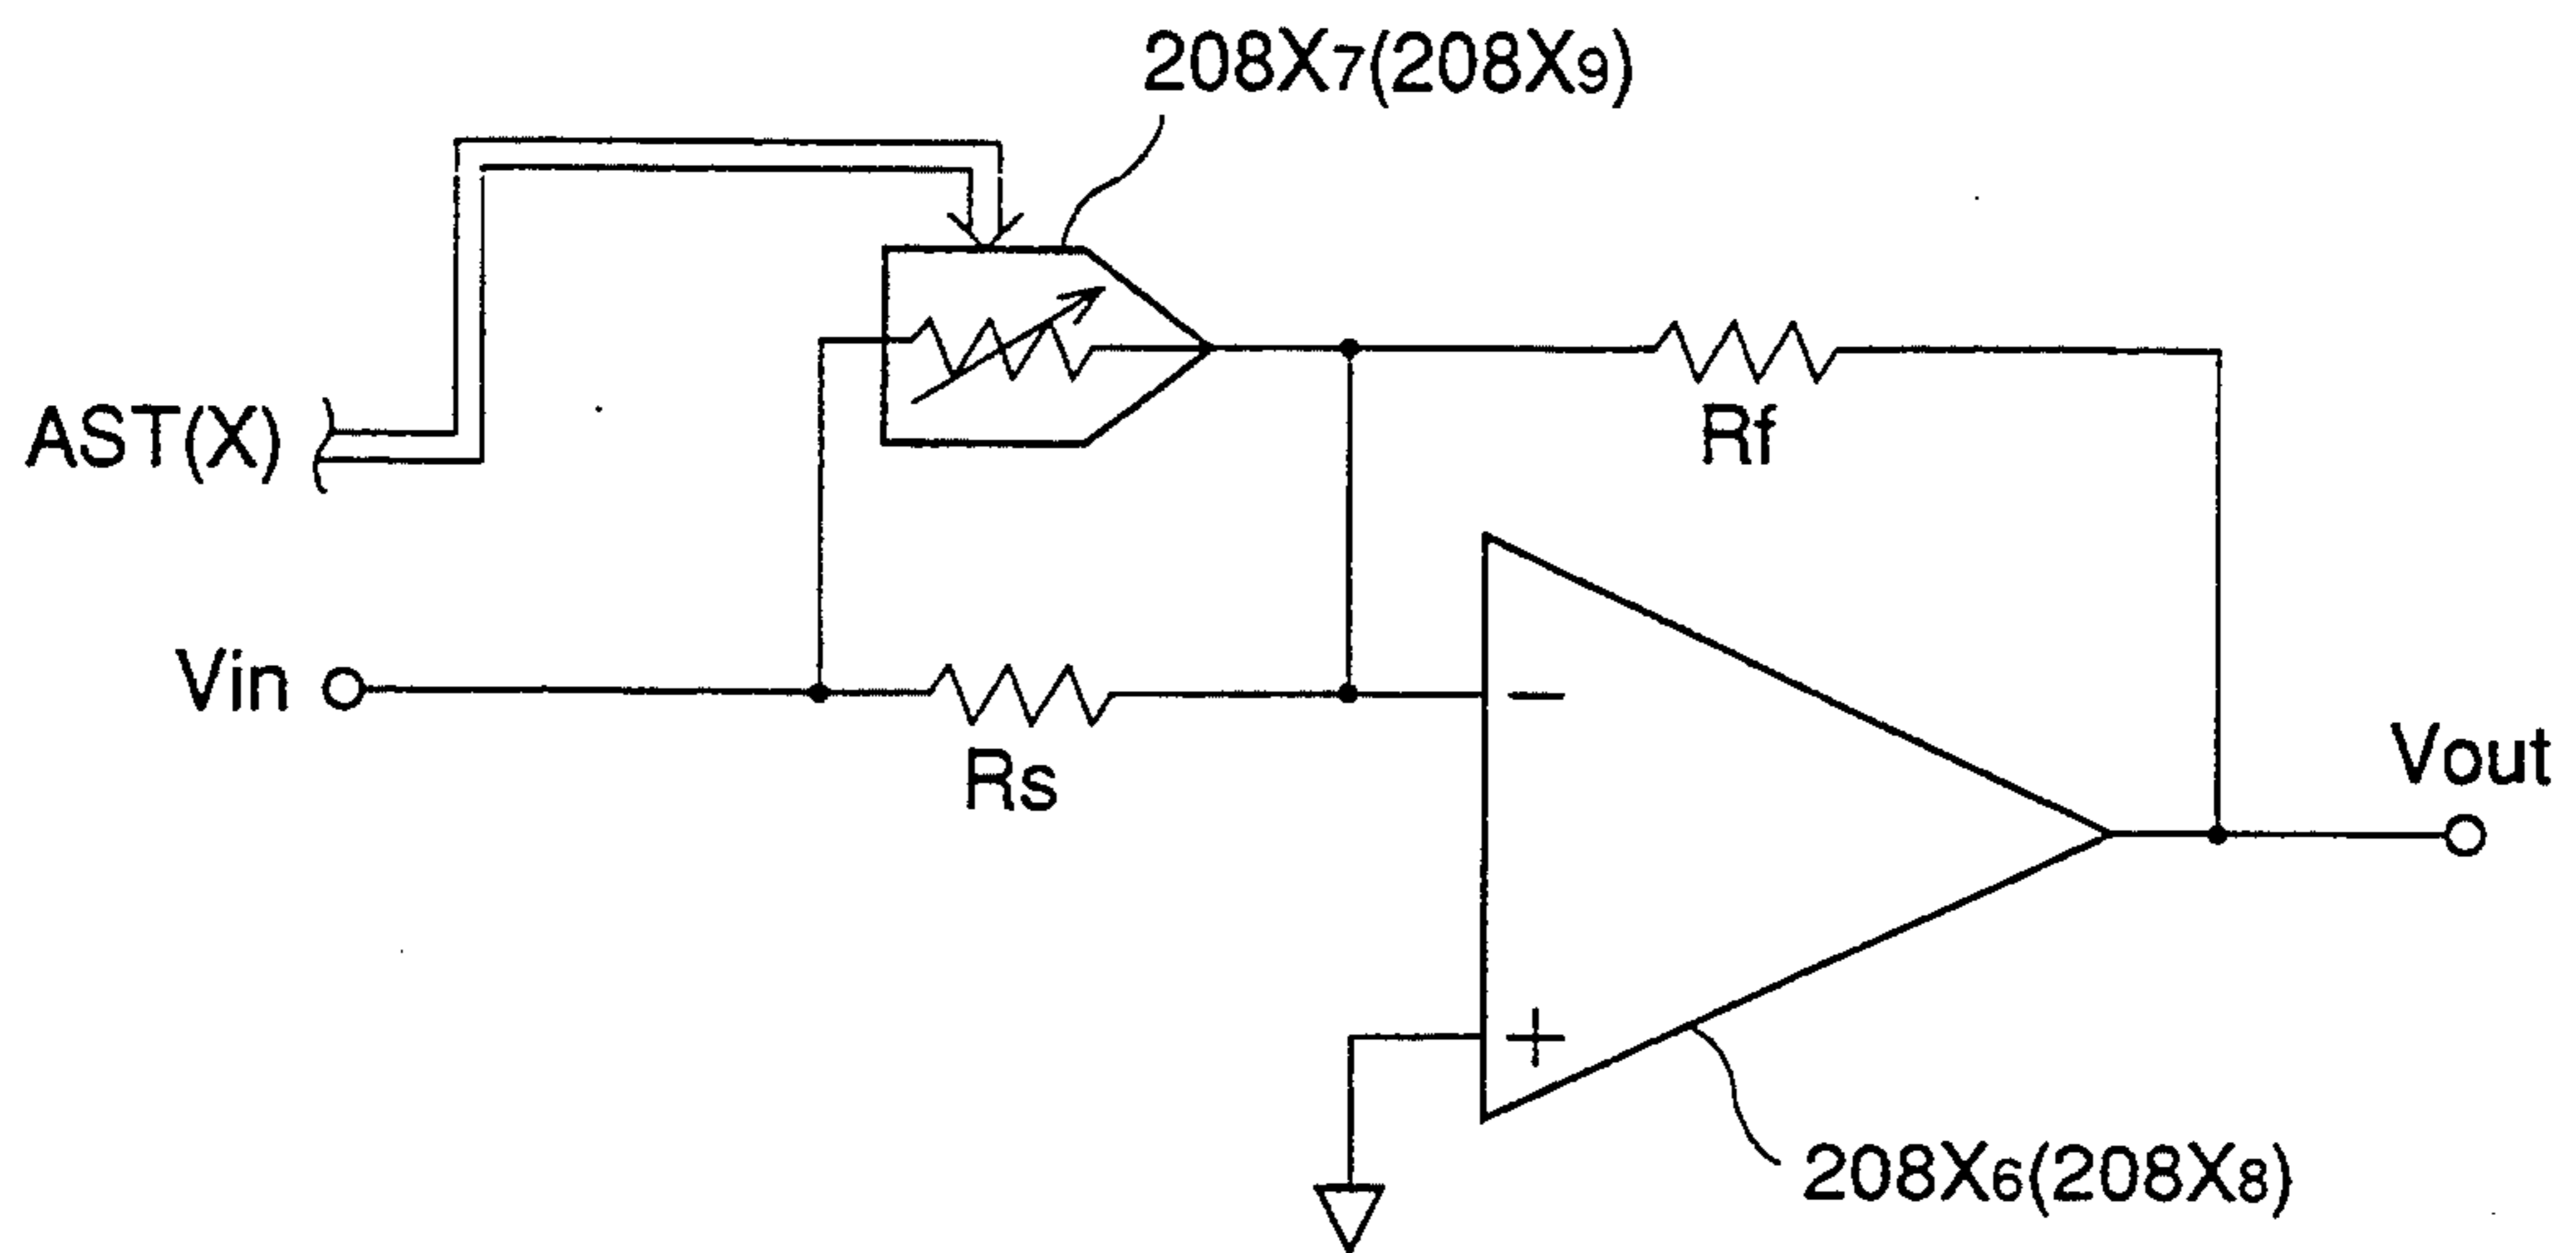 208X7(208X9)
AST(X)
Rf
Vin
Rs
−
Vout
+
208X6(208X8)